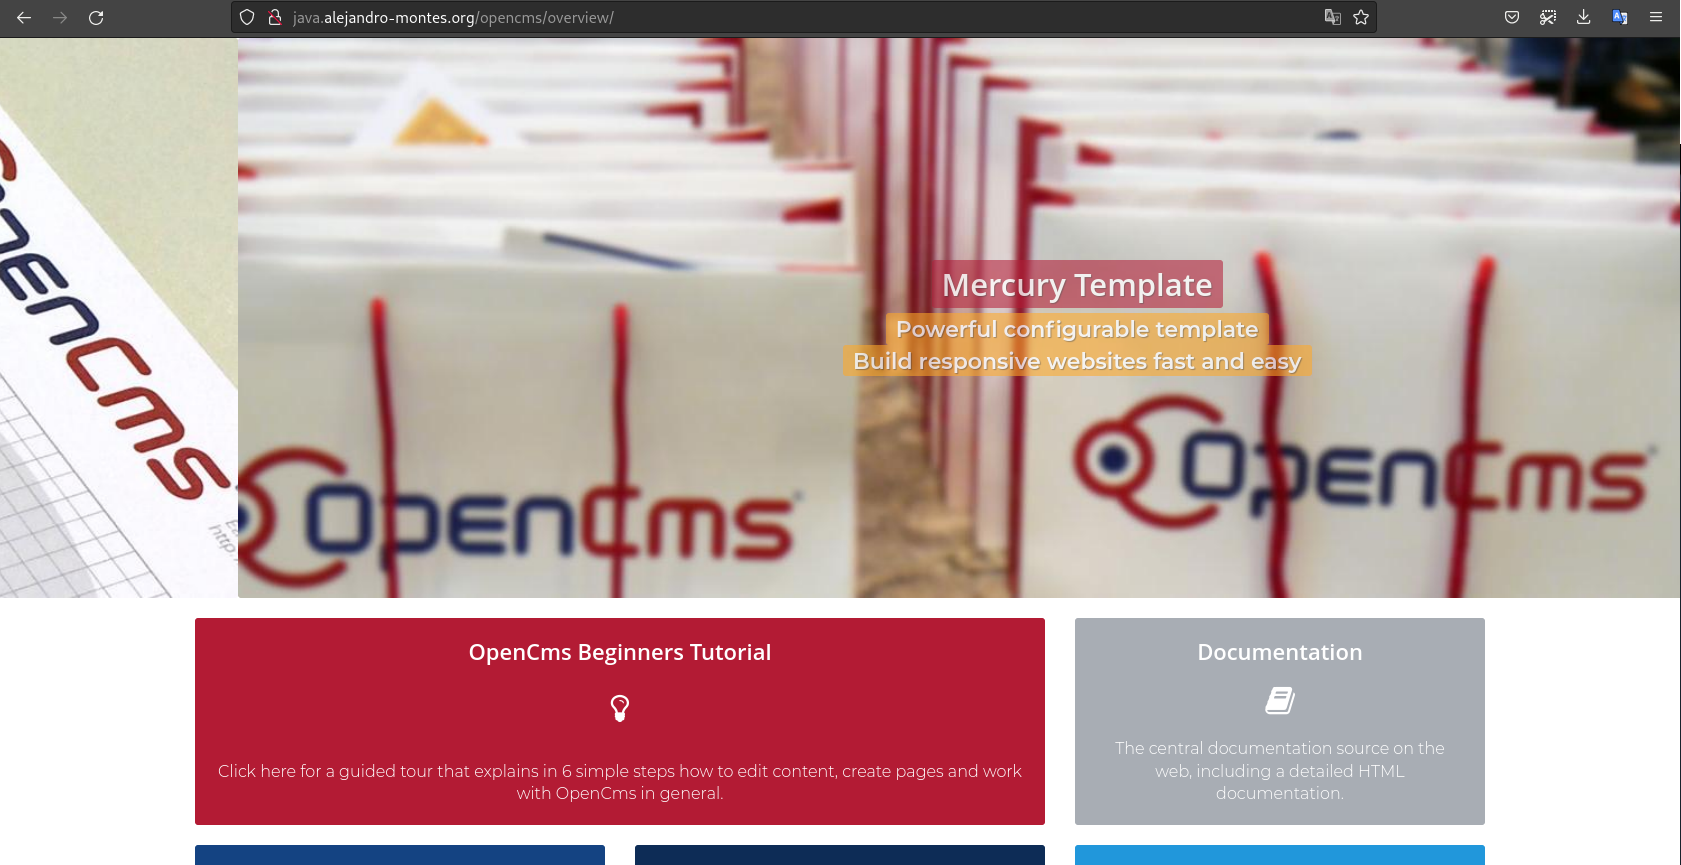 java.alejandro-montes.org/opencms/overview/
OpenCms
http:
Mercury Template
Powerful configurable template
Build responsive websites fast and easy
OpenCms
OpenCms
OpenCms Beginners Tutorial
Click here for a guided tour that explains in 6 simple steps how to edit content, create pages and work
with OpenCms in general.
Documentation
The central documentation source on the
web, including a detailed HTML
documentation.